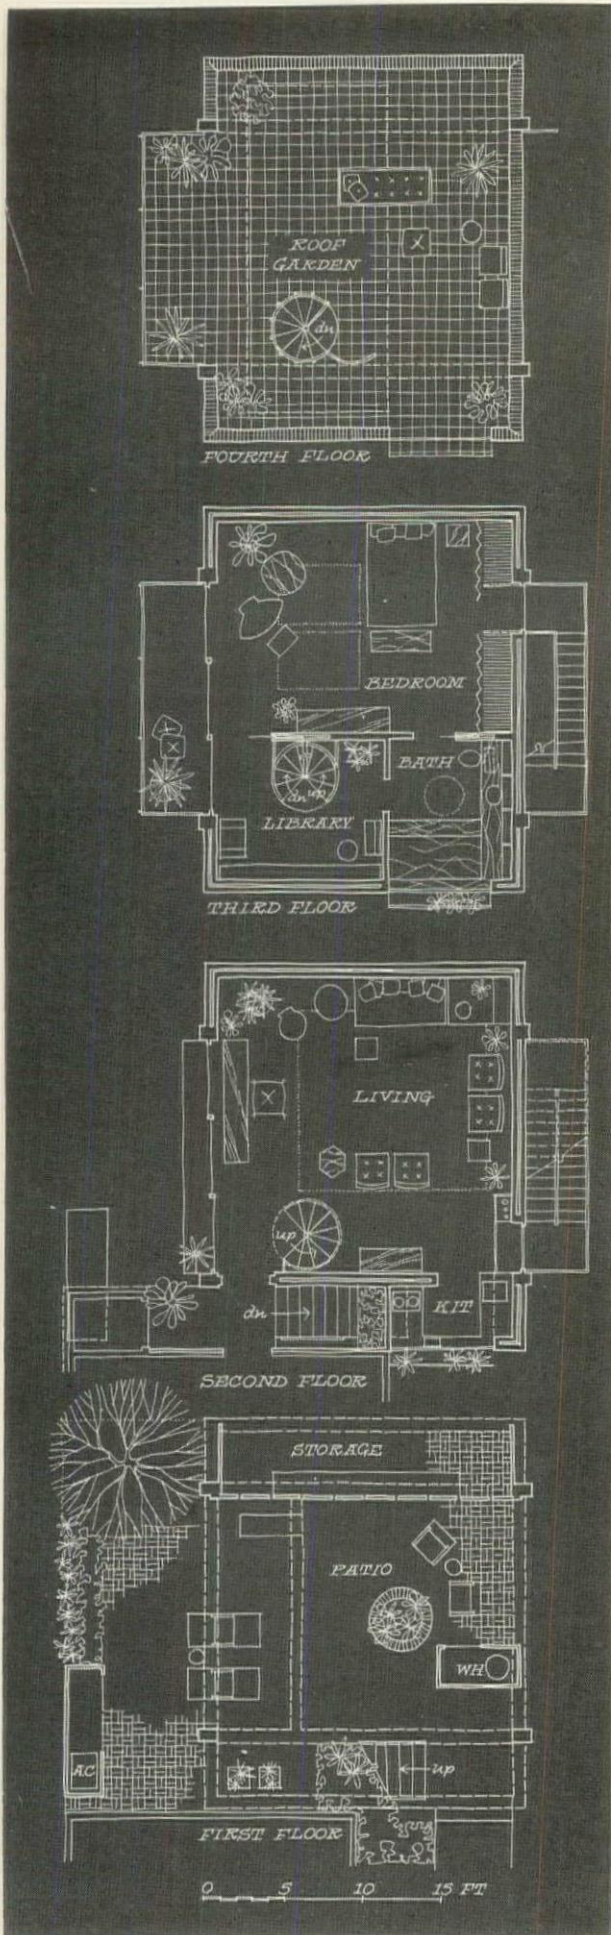 ROOF
GARDEN
dn
FOURTH FLOOR
BEDROOM
BATH
dn up
LIBRARY
THIRD FLOOR
LIVING
up
dn
KIT
SECOND FLOOR
STORAGE
PATIO
WH
AC
up
FIRST FLOOR
0 5 10 15 FT